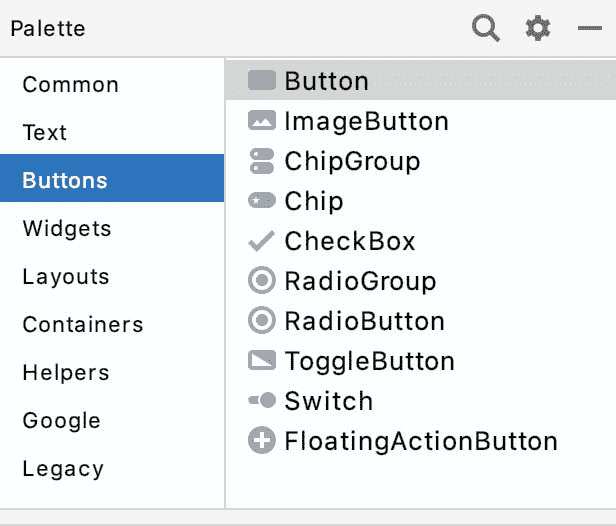 Palette
Common
Text
Buttons
Widgets
Layouts
Containers
Helpers
Google
Legacy
Button
ImageButton
ChipGroup
Chip
CheckBox
RadioGroup
RadioButton
ToggleButton
Switch
FloatingActionButton